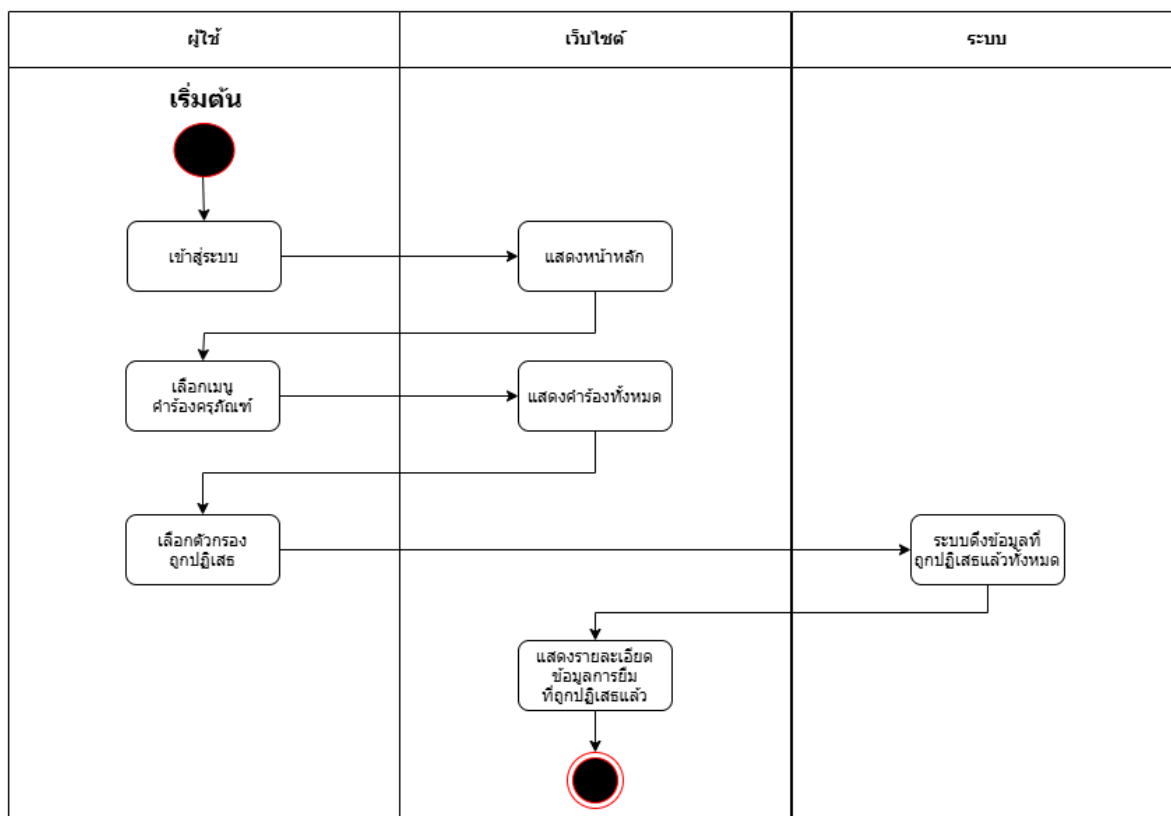 ผู้ใช้
เว็บไซต์
ระบบ
เริ่มต้น
เข้าสู่ระบบ
แสดงหน้าหลัก
เลือกเมนู
คำร้องครุภัณฑ์
แสดงคำร้องทั้งหมด
เลือกตัวกรอง
ถูกปฏิเสธ
ระบบดึงข้อมูลที่
ถูกปฏิเสธแล้วทั้งหมด
แสดงรายละเอียด
ข้อมูลการยืม
ที่ถูกปฏิเสธแล้ว